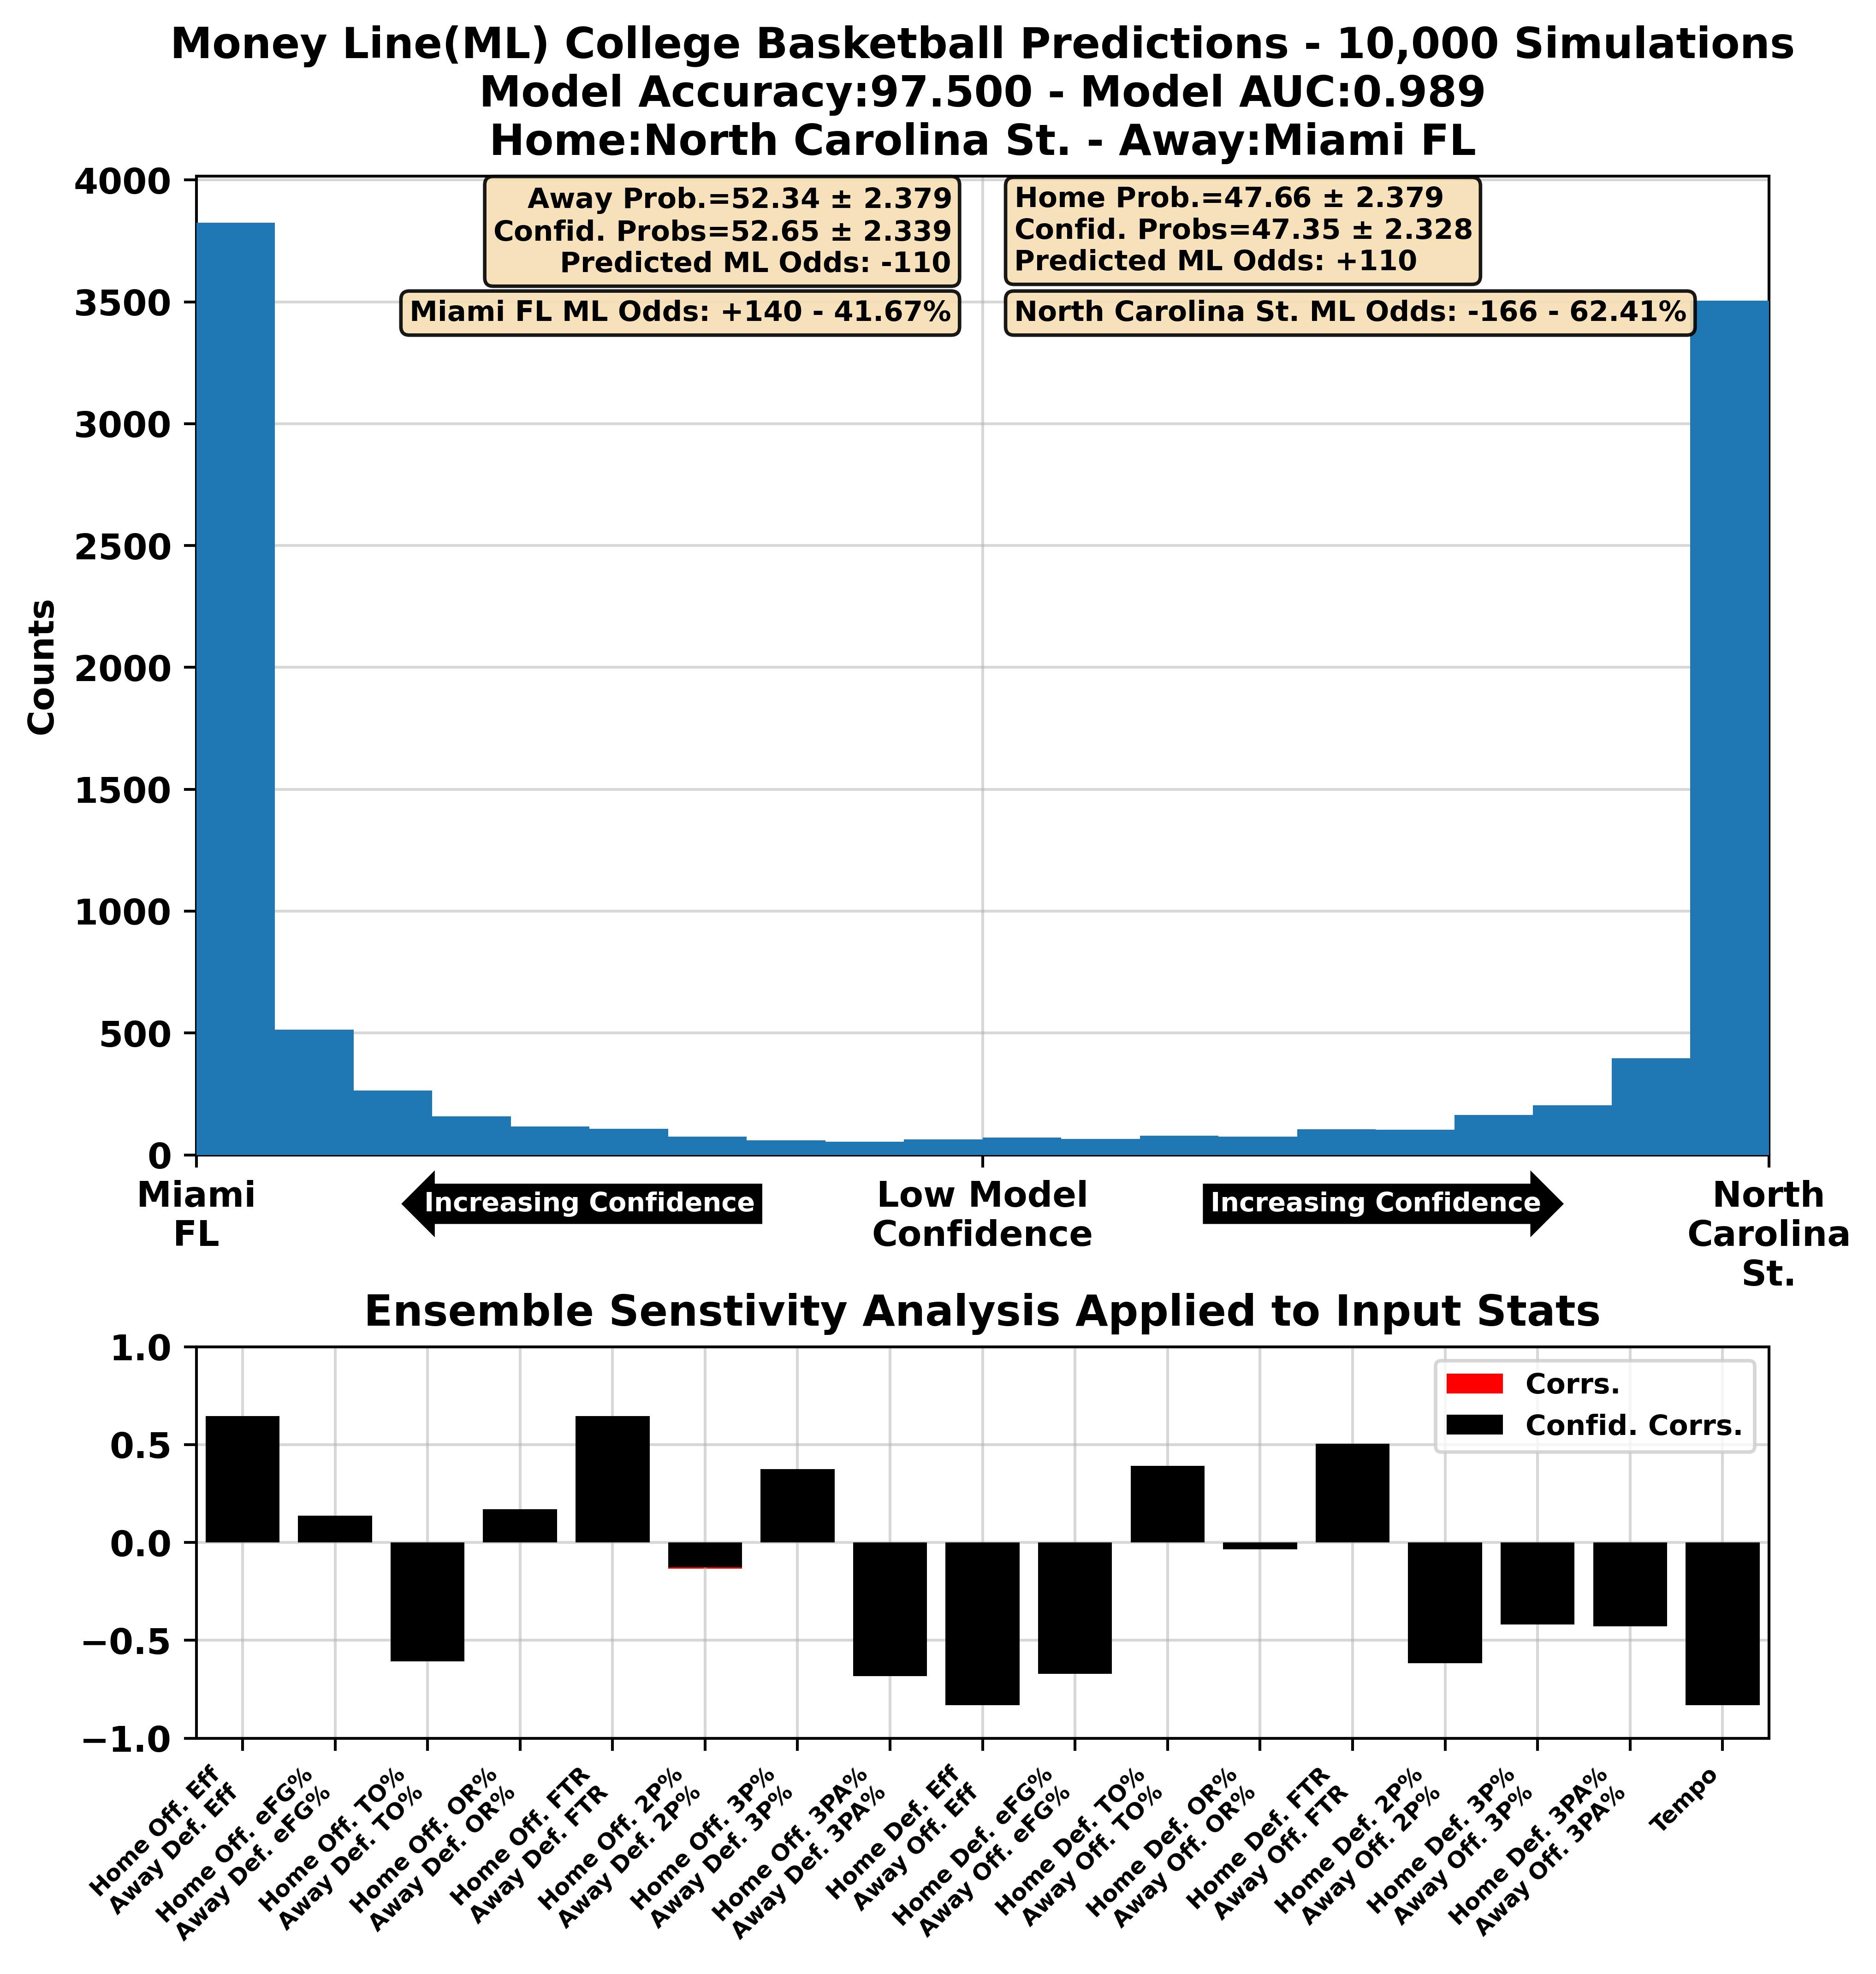 Money Line(ML) College Basketball Predictions - 10,000 Simulations
Model Accuracy:97.500 - Model AUC:0.989
Home:North Carolina St. - Away:Miami FL
Away Prob.=52.34 ± 2.379
Confid. Probs=52.65 ± 2.339
Predicted ML Odds: -110
Home Prob.=47.66 ± 2.379
Confid. Probs=47.35 ± 2.328
Predicted ML Odds: +110
Miami FL ML Odds: +140 - 41.67%
North Carolina St. ML Odds: -166 - 62.41%
Counts
4000
3500
3000
2500
2000
1500
1000
500
0
Miami
FL
Increasing Confidence
Low Model
Confidence
Increasing Confidence
North
Carolina
St.
Ensemble Senstivity Analysis Applied to Input Stats
1.0
0.5
0.0
−0.5
−1.0
Corrs.
Confid. Corrs.
Home Off. Eff
Away Def. Eff
Home Off. eFG%
Away Def. eFG%
Home Off. TO%
Away Def. TO%
Home Off. OR%
Away Def. OR%
Home Off. FTR
Away Def. FTR
Home Off. 2P%
Away Def. 2P%
Home Off. 3P%
Away Def. 3P%
Home Off. 3PA%
Away Def. 3PA%
Home Def. Eff
Away Off. Eff
Home Def. eFG%
Away Off. eFG%
Home Def. TO%
Away Off. TO%
Home Def. OR%
Away Off. OR%
Home Def. FTR
Away Off. FTR
Home Def. 2P%
Away Off. 2P%
Home Def. 3P%
Away Off. 3P%
Home Def. 3PA%
Away Off. 3PA%
Tempo